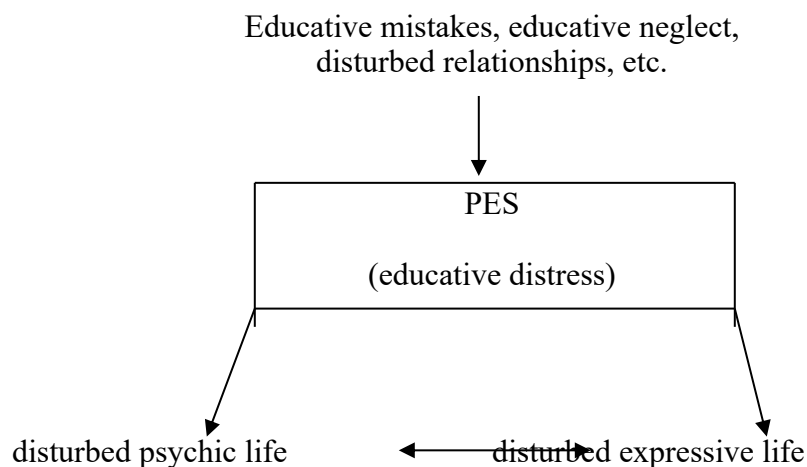 Educative mistakes, educative neglect,
disturbed relationships, etc.
PES
(educative distress)
disturbed psychic life disturbed expressive life